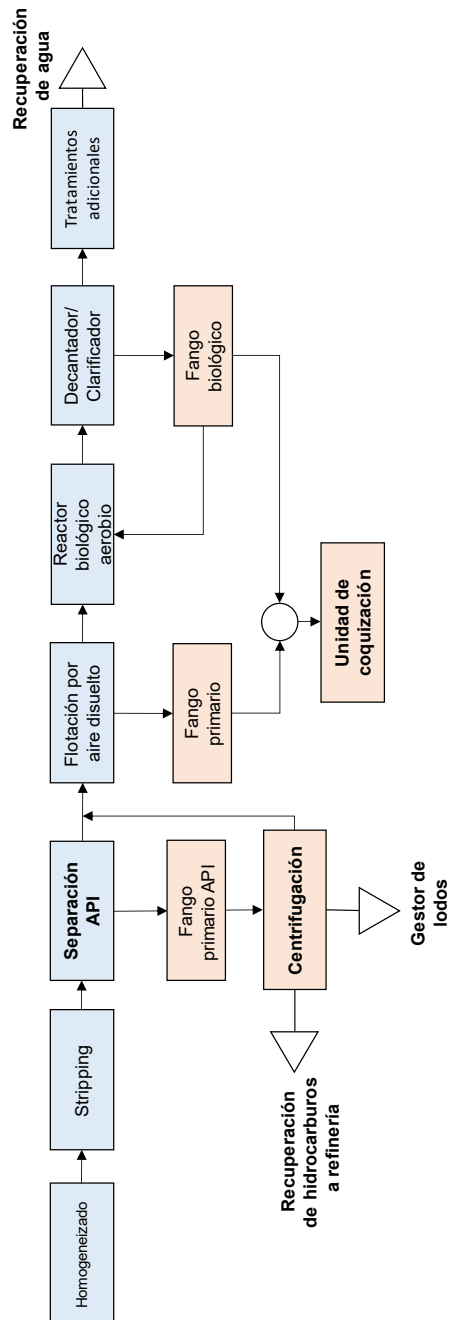 Homogeneizado
Stripping
Separación
API
Flotación por
aire disuelto
Reactor
biológico
aerobio
Decantador/
Clarificador
Tratamientos
adicionales
Recuperación
de agua
Fango
primario API
Fango
primario
Fango
biológico
Centrifugación
Unidad de
coquización
Recuperación
de hidrocarburos
a refinería
Gestor de
lodos